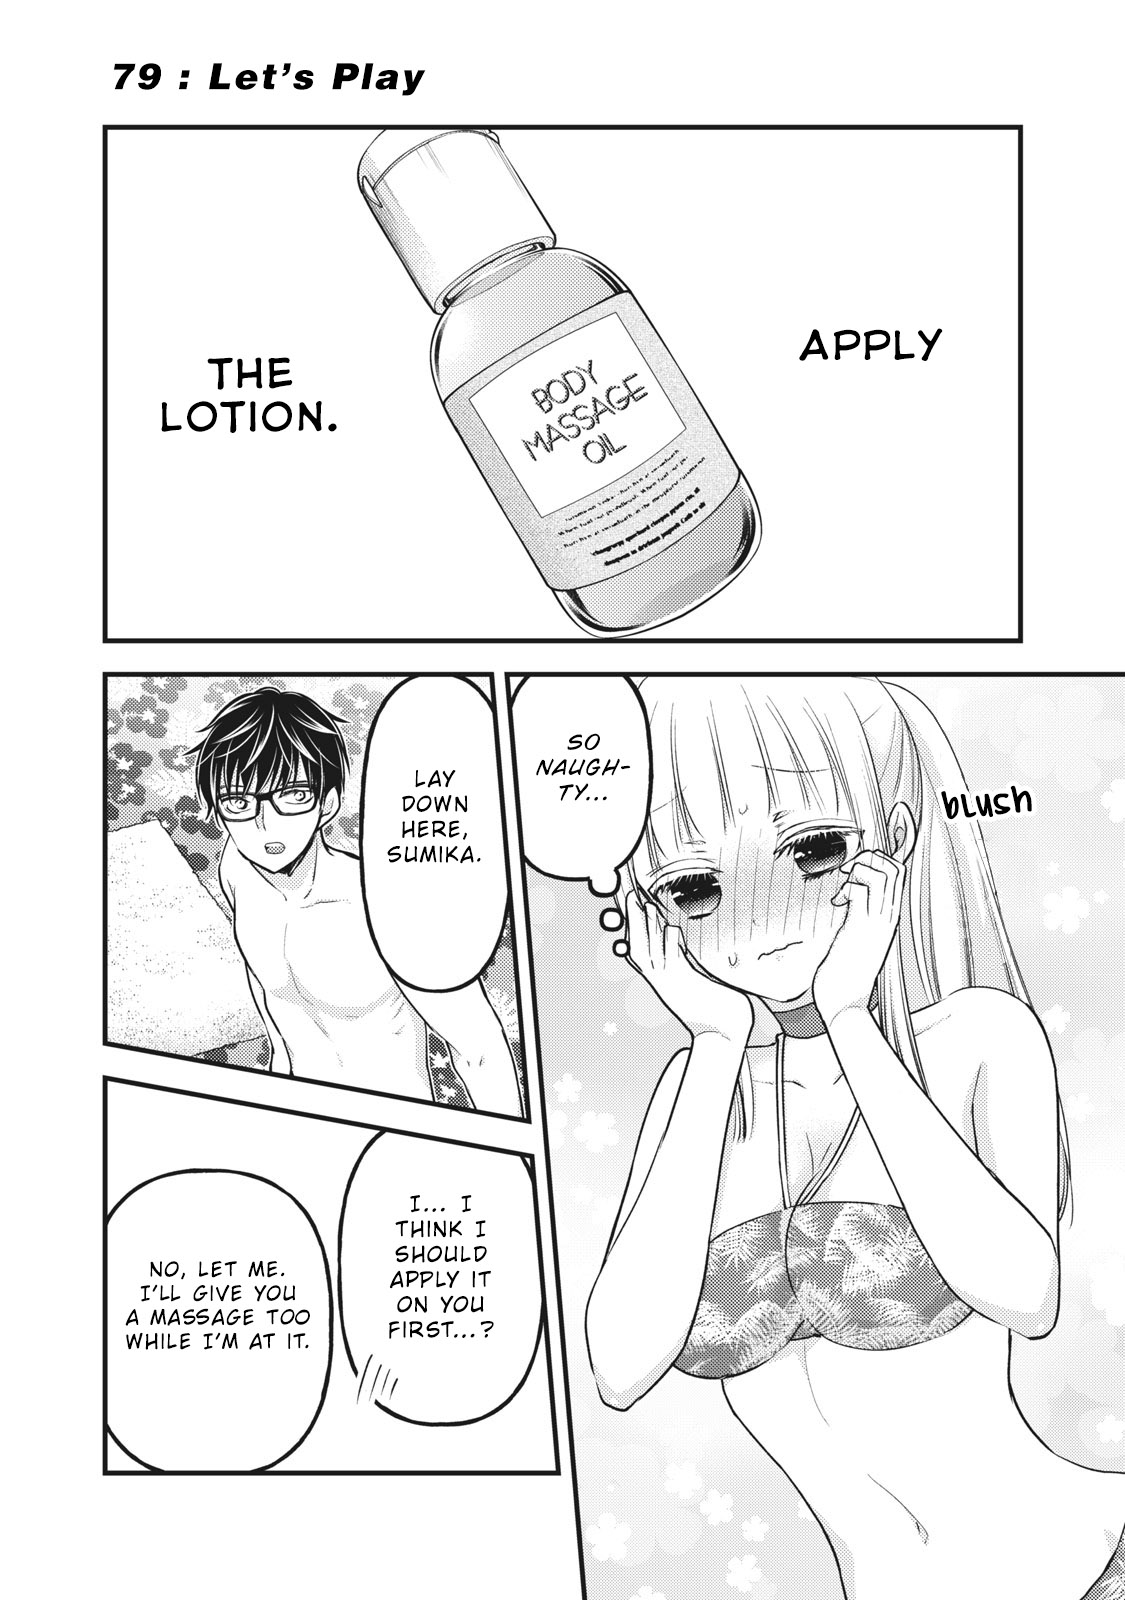 79 : Let's Play
APPLY
THE
LOTION.
BODY
MASSAGE
OIL
SO
NAUGH-
TY...
blush
LAY
DOWN
HERE,
SUMIKA.
I... I
THINK I
SHOULD
APPLY IT
ON YOU
FIRST...?
NO, LET ME.
I'LL GIVE YOU
A MASSAGE TOO
WHILE I'M AT IT.